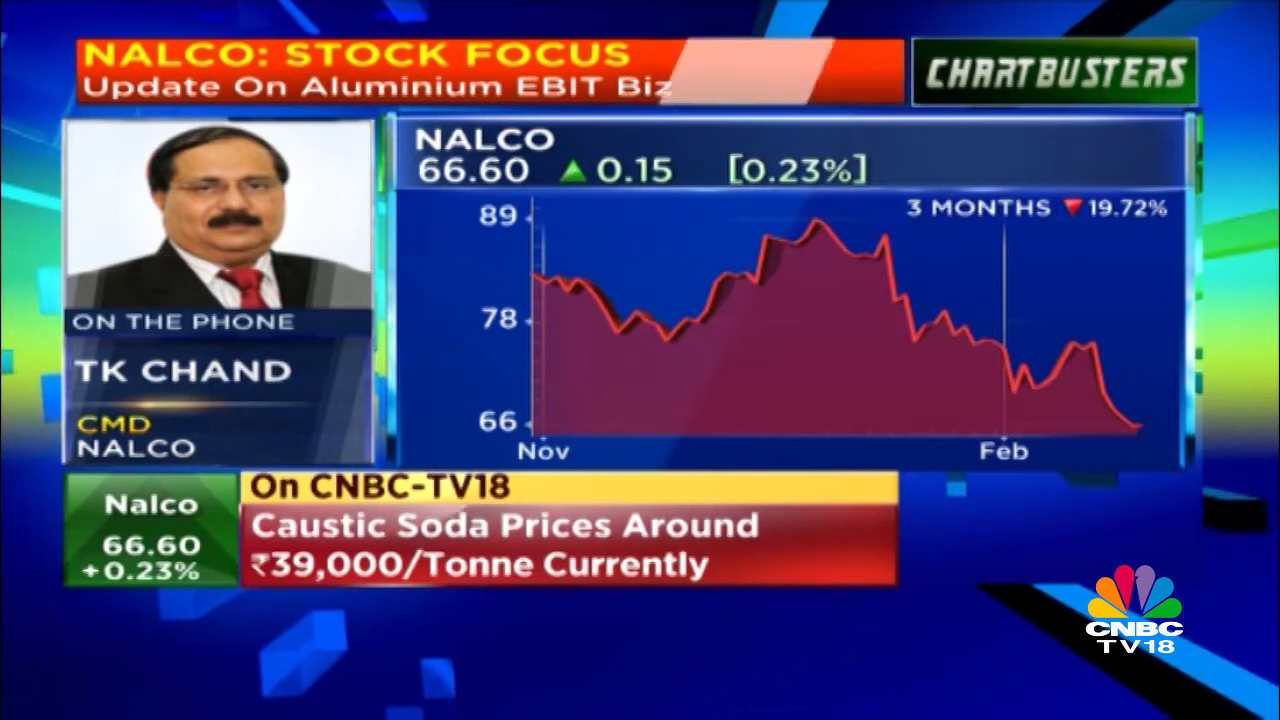 NALCO: STOCK FOCUS
Update On Aluminium EBIT Biz
CHARTBUSTERS
ON THE PHONE
TK CHAND
CMD
NALCO
NALCO
66.60 ▲ 0.15 [0.23%]
3 MONTHS ▼ 19.72%
89
78
66
Nov Feb
Nalco
66.60
+0.23%
On CNBC-TV18
Caustic Soda Prices Around
₹39,000/Tonne Currently
CNBC
TV18